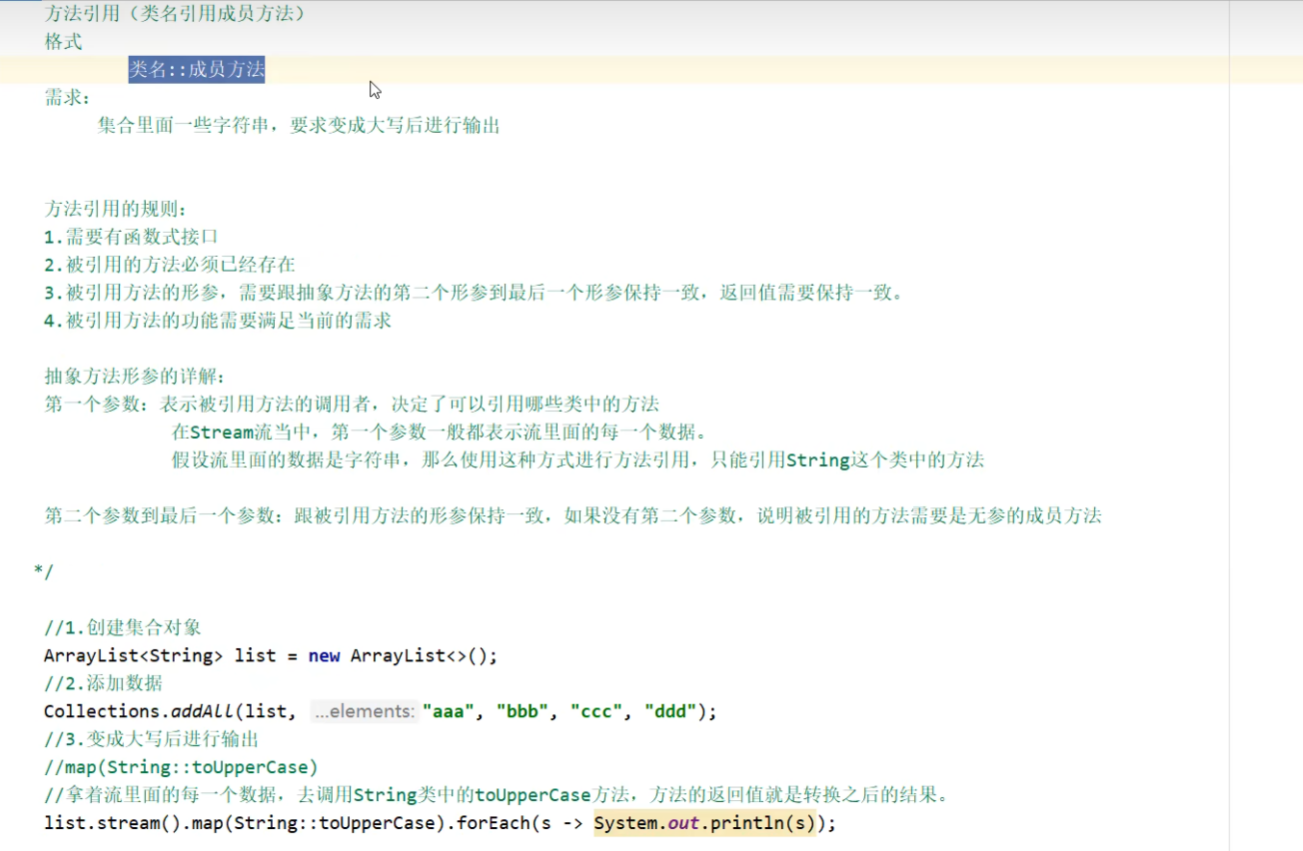 方法引用（类名引用成员方法）
格式
类名::成员方法
需求：
集合里面一些字符串，要求变成大写后进行输出
方法引用的规则：
1.需要有函数式接口
2.被引用的方法必须已经存在
3.被引用方法的形参，需要跟抽象方法的第二个形参到最后一个形参保持一致，返回值需要保持一致。
4.被引用方法的功能需要满足当前的需求
抽象方法形参的详解：
第一个参数：表示被引用方法的调用者，决定了可以引用哪些类中的方法
在Stream流当中，第一个参数一般都表示流里面的每一个数据。
假设流里面的数据是字符串，那么使用这种方式进行方法引用，只能引用String这个类中的方法
第二个参数到最后一个参数：跟被引用方法的形参保持一致，如果没有第二个参数，说明被引用的方法需要是无参的成员方法
*/
//1.创建集合对象
ArrayList<String> list = new ArrayList<>();
//2.添加数据
Collections.addAll(list, ...elements: "aaa", "bbb", "ccc", "ddd");
//3.变成大写后进行输出
//map(String::toUpperCase)
//拿着流里面的每一个数据，去调用String类中的toUpperCase方法，方法的返回值就是转换之后的结果。
list.stream().map(String::toUpperCase).forEach(s -> System.out.println(s));